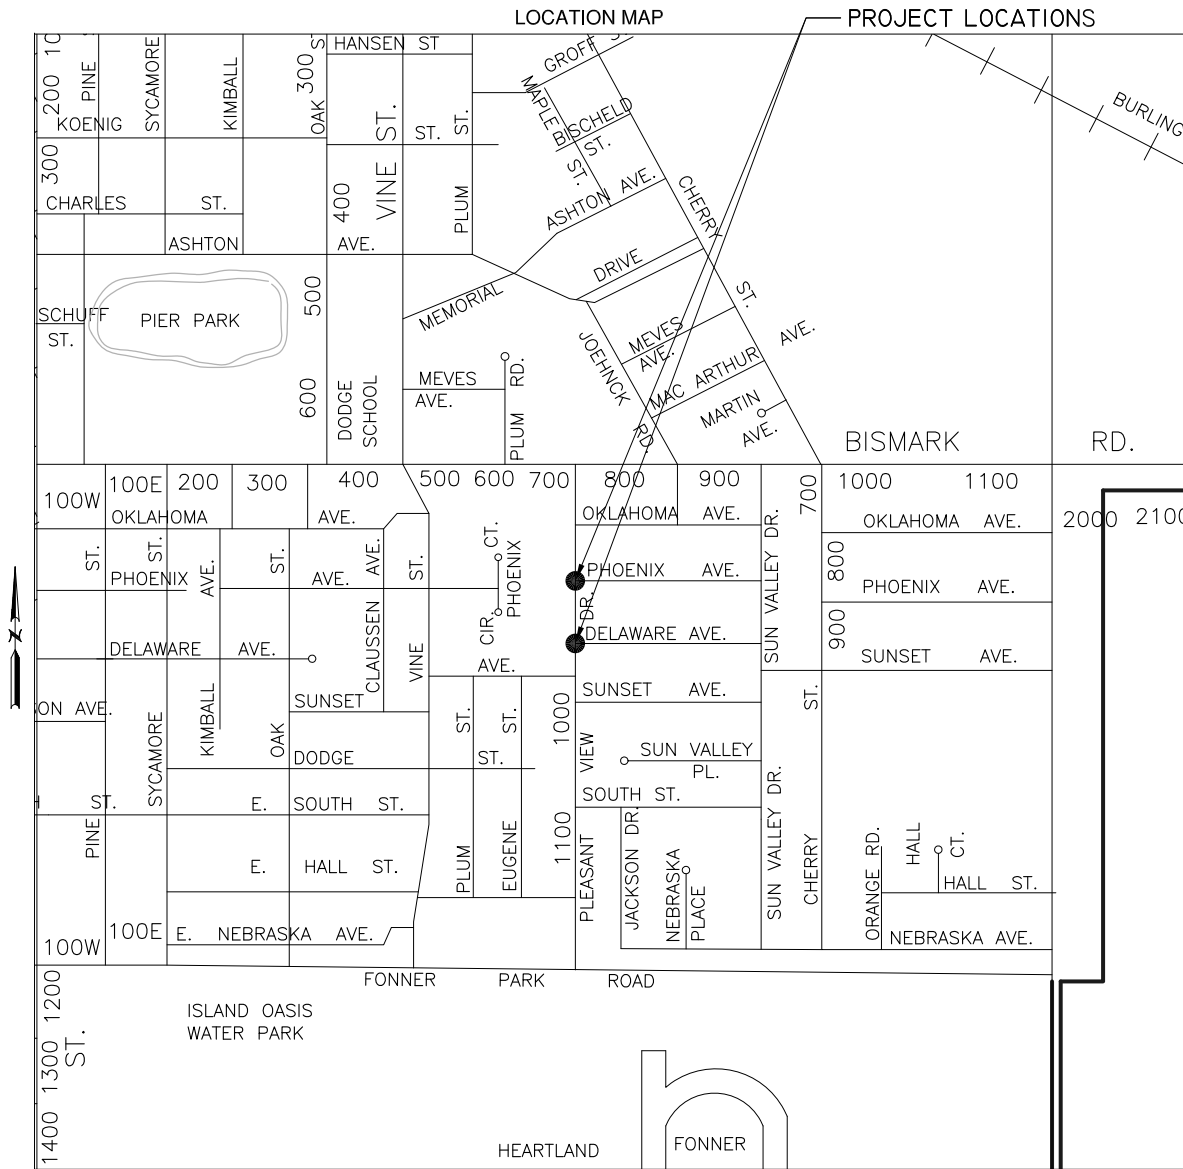 LOCATION MAP
PROJECT LOCATIONS
HANSEN ST
GROFF
PINE
SYCAMORE
KIMBALL
OAK
300
200
KOENIG
VINE ST.
ST.
ST.
PLUM
MAPLE
ST.
BISCHELD
ST.
BURLING
300
CHARLES ST.
400
ASHTON AVE.
ASHTON AVE.
CHERRY
ST.
DRIVE
MEMORIAL
SCHUFF
ST.
PIER PARK
500
600
DODGE
SCHOOL
MEVES
AVE.
PLUM RD.
JOEHNCK
RD.
MEVES
AVE.
MAC ARTHUR AVE.
MARTIN
AVE.
BISMARK RD.
100W 100E 200 300 400 500 600 700 800 900 700 1000 1100
2000 2100
OKLAHOMA AVE.
OKLAHOMA AVE.
OKLAHOMA AVE.
ST.
ST.
AVE.
ST.
AVE.
ST.
CT.
PHOENIX AVE.
PHOENIX
CIR.
PHOENIX AVE.
PHOENIX AVE.
800
900
DR.
SUN VALLEY DR.
DELAWARE AVE.
DELAWARE AVE.
CLAUSSEN
VINE
AVE.
SUNSET
SUNSET AVE.
SUNSET AVE.
ON AVE.
SYCAMORE
KIMBALL
OAK
ST.
ST.
1000
VIEW
ST.
DODGE ST.
SUN VALLEY
PL.
ST.
E. SOUTH ST.
SOUTH ST.
PINE
E. HALL ST.
PLUM
EUGENE
1100
PLEASANT
JACKSON DR.
NEBRASKA
PLACE
SUN VALLEY DR.
CHERRY
ORANGE RD.
HALL
CT.
HALL ST.
100W 100E
E. NEBRASKA AVE.
NEBRASKA AVE.
FONNER PARK ROAD
1200
ISLAND OASIS
WATER PARK
ST.
1300
1400
HEARTLAND
FONNER